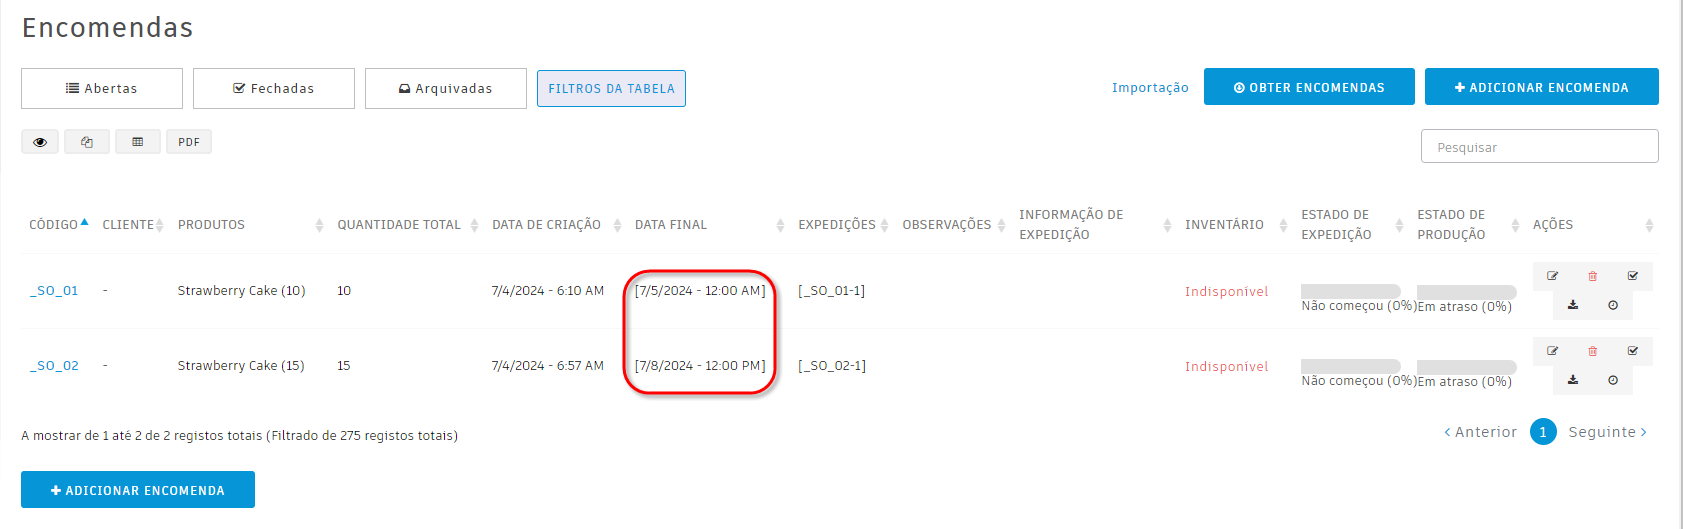 Encomendas
Abertas
Fechadas
Arquivadas
FILTROS DA TABELA
Importação
OBTER ENCOMENDAS
ADICIONAR ENCOMENDA
PDF
Pesquisar
CÓDIGO CLIENTE PRODUTOS QUANTIDADE TOTAL DATA DE CRIAÇÃO DATA FINAL EXPEDIÇÕES OBSERVAÇÕES INFORMAÇÃO DE EXPEDIÇÃO INVENTÁRIO ESTADO DE EXPEDIÇÃO ESTADO DE PRODUÇÃO AÇÕES
_SO_01 - Strawberry Cake (10) 10 7/4/2024 - 6:10 AM [7/5/2024 - 12:00 AM] [_SO_01-1] Indisponível Não começou (0%) Em atraso (0%)
_SO_02 - Strawberry Cake (15) 15 7/4/2024 - 6:57 AM [7/8/2024 - 12:00 PM] [_SO_02-1] Indisponível Não começou (0%) Em atraso (0%)
A mostrar de 1 até 2 de 2 registos totais (Filtrado de 275 registos totais)
‹ Anterior 1 Seguinte ›
ADICIONAR ENCOMENDA